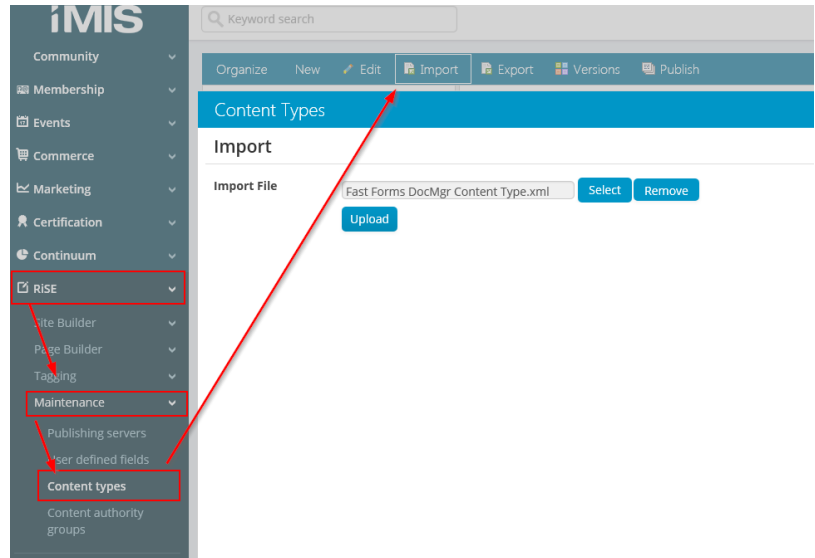 iMIS
Keyword search
Community
Membership
Events
Commerce
Marketing
Certification
Continuum
RiSE
Site Builder
Page Builder
Tagging
Maintenance
Publishing servers
User defined fields
Content types
Content authority
groups
Organize New Edit Import Export Versions Publish
Content Types
Import
Import File Fast Forms DocMgr Content Type.xml Select Remove
Upload